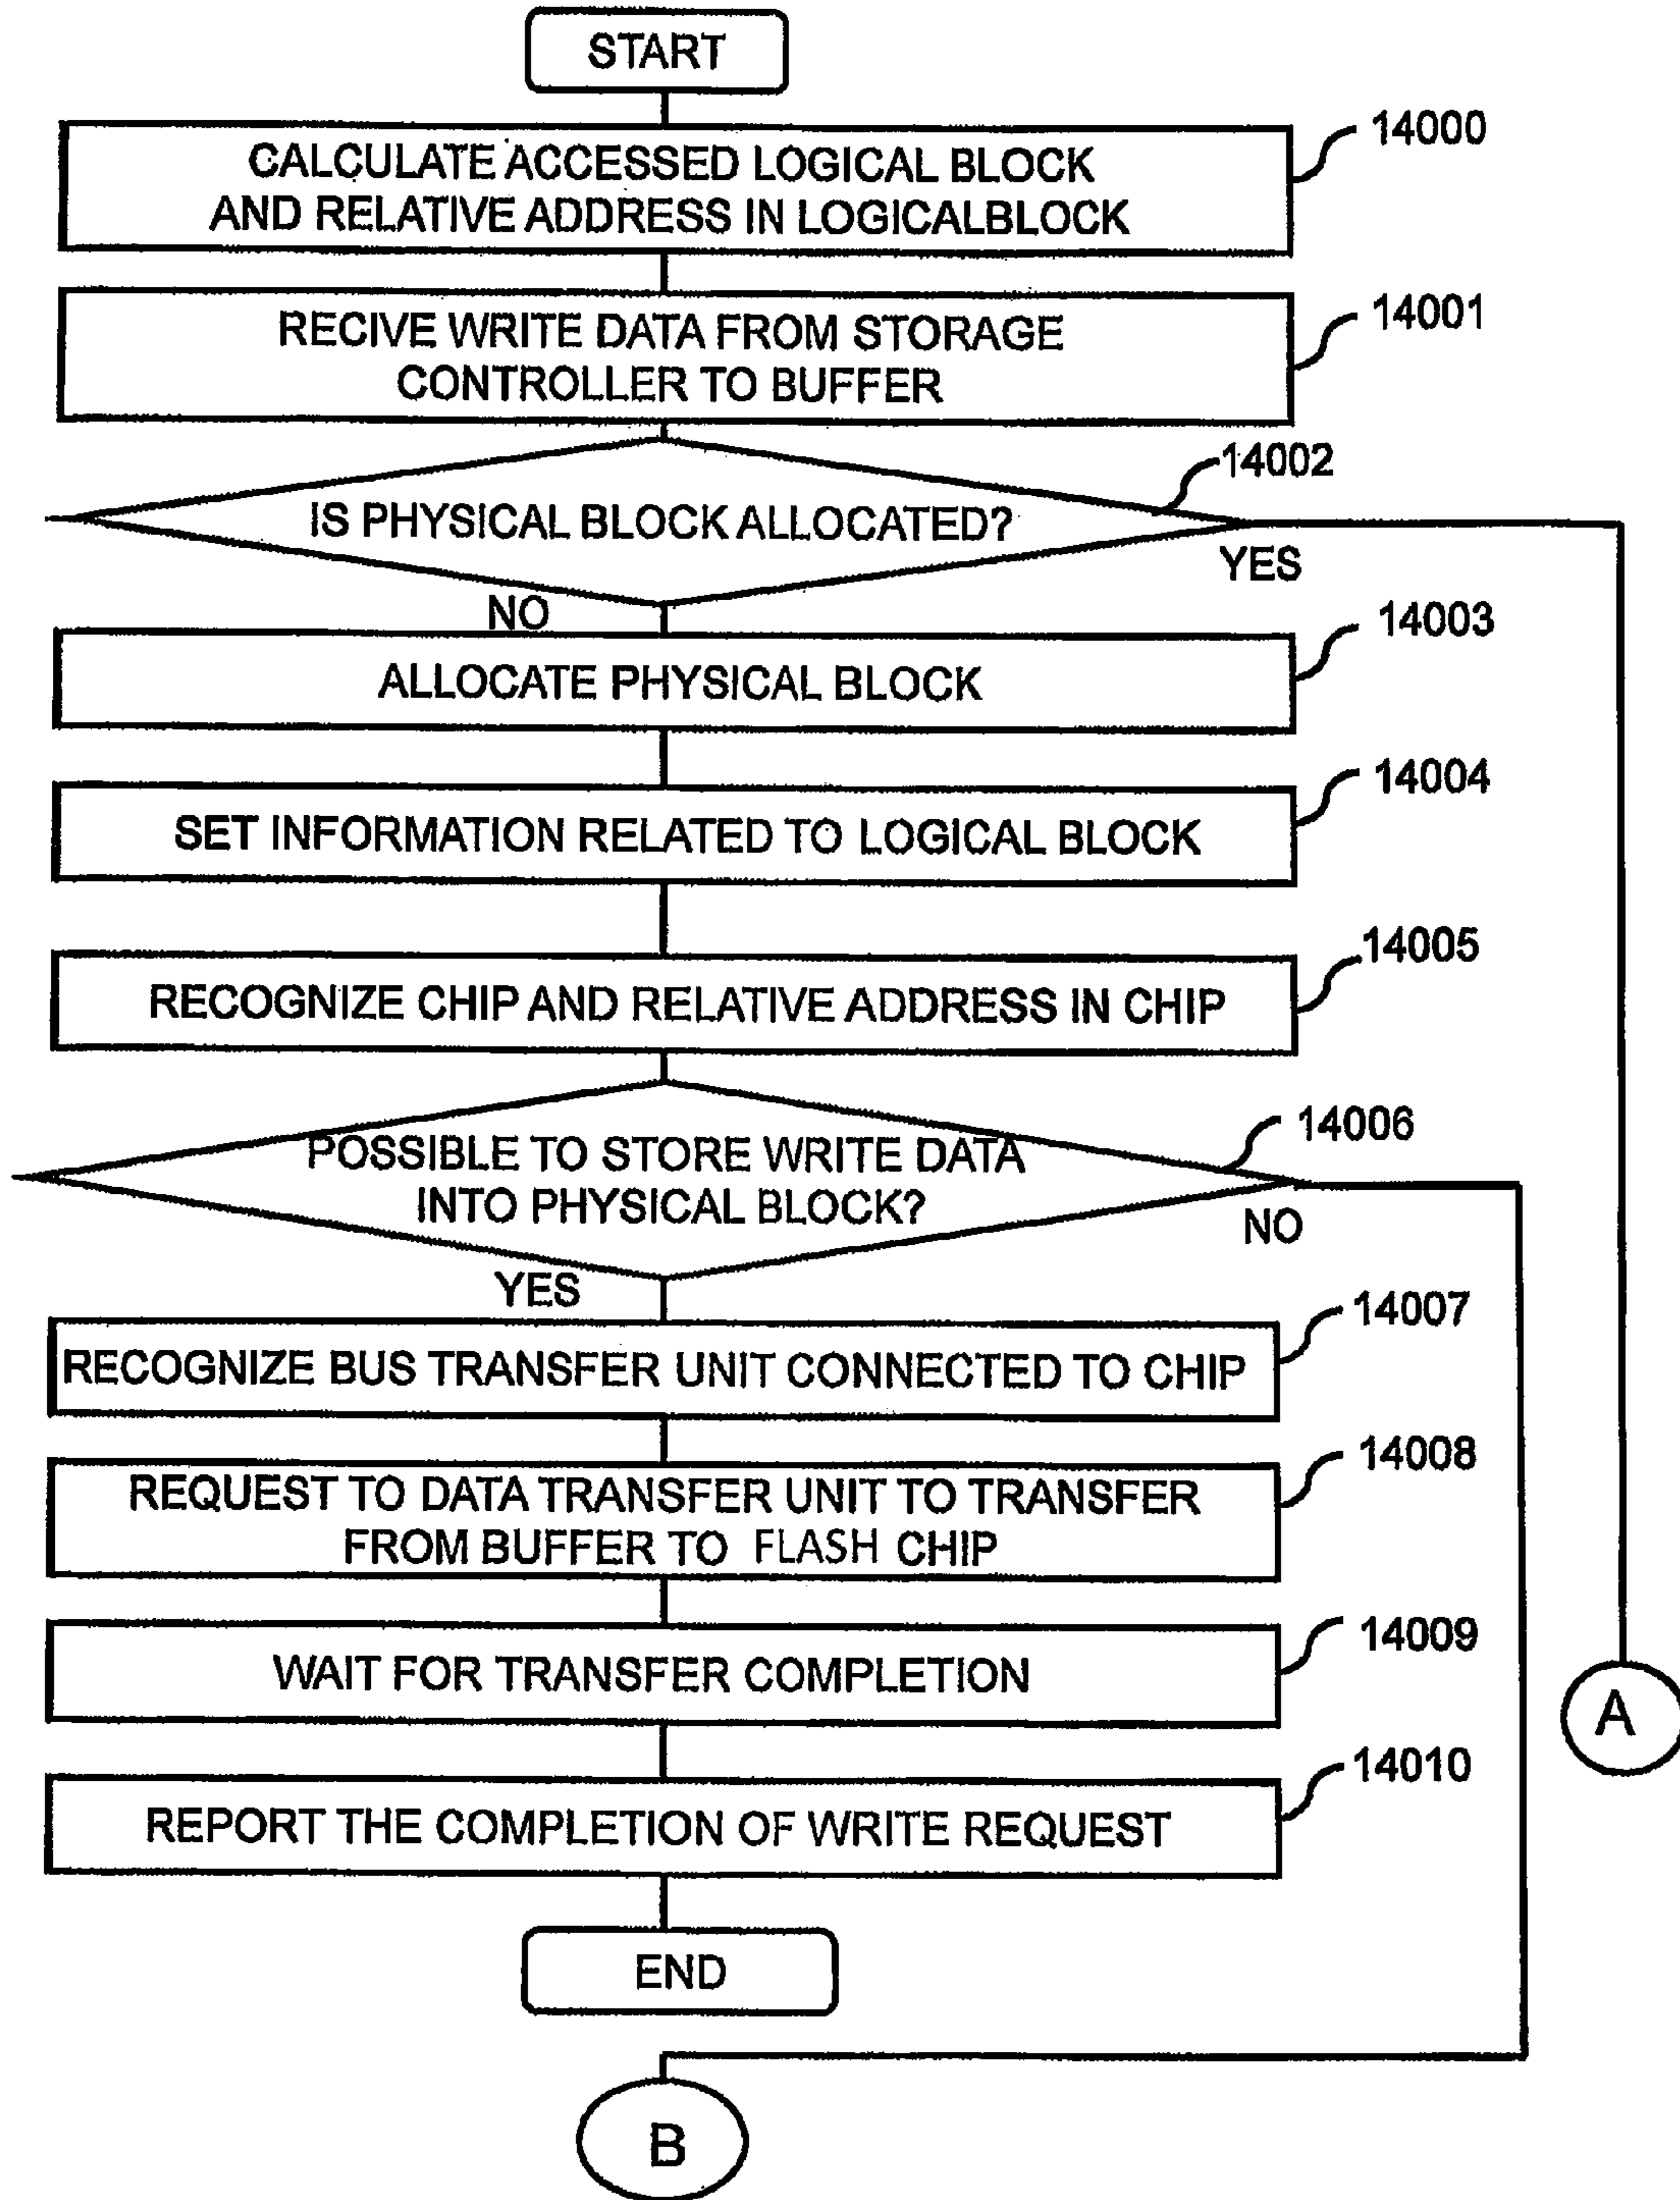 START
14000
CALCULATE ACCESSED LOGICAL BLOCK
AND RELATIVE ADDRESS IN LOGICALBLOCK
14001
RECIVE WRITE DATA FROM STORAGE
CONTROLLER TO BUFFER
14002
IS PHYSICAL BLOCK ALLOCATED?
YES
NO
14003
ALLOCATE PHYSICAL BLOCK
14004
SET INFORMATION RELATED TO LOGICAL BLOCK
14005
RECOGNIZE CHIP AND RELATIVE ADDRESS IN CHIP
14006
POSSIBLE TO STORE WRITE DATA
INTO PHYSICAL BLOCK?
NO
YES
14007
RECOGNIZE BUS TRANSFER UNIT CONNECTED TO CHIP
14008
REQUEST TO DATA TRANSFER UNIT TO TRANSFER
FROM BUFFER TO FLASH CHIP
14009
WAIT FOR TRANSFER COMPLETION
A
14010
REPORT THE COMPLETION OF WRITE REQUEST
END
B